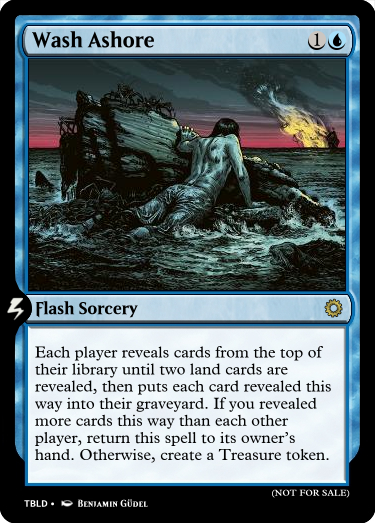 Wash Ashore 1
Flash Sorcery
Each player reveals cards from the top of
their library until two land cards are
revealed, then puts each card revealed this
way into their graveyard. If you revealed
more cards this way than each other
player, return this spell to its owner's
hand. Otherwise, create a Treasure token.
(NOT FOR SALE)
TBLD • Benjamin Güdel